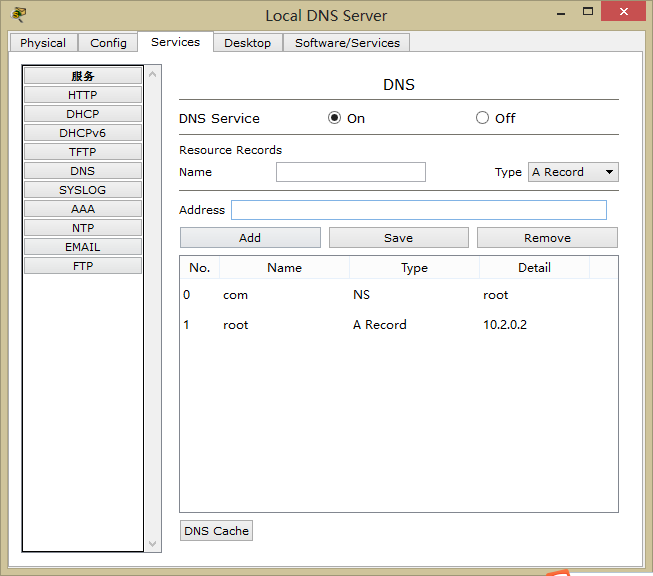 Local DNS Server
Physical Config Services Desktop Software/Services
服务
HTTP
DHCP
DHCPv6
TFTP
DNS
SYSLOG
AAA
NTP
EMAIL
FTP
DNS
DNS Service On Off
Resource Records
Name Type A Record
Address
Add Save Remove
No. Name Type Detail
0 com NS root
1 root A Record 10.2.0.2
DNS Cache